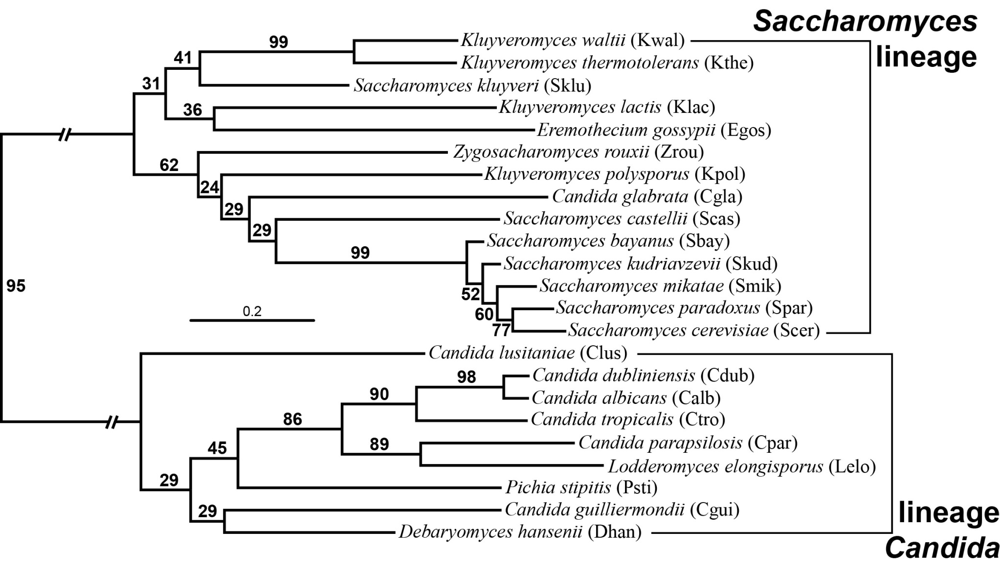 Saccharomyces
lineage
99
Kluyveromyces waltii (Kwal)
41
Kluyveromyces thermotolerans (Kthe)
31
Saccharomyces kluyveri (Sklu)
36
Kluyveromyces lactis (Klac)
Eremothecium gossypii (Egos)
Zygosacharomyces rouxii (Zrou)
62
Kluyveromyces polysporus (Kpol)
24
Candida glabrata (Cgla)
29
Saccharomyces castellii (Scas)
29
Saccharomyces bayanus (Sbay)
99
Saccharomyces kudriavzevii (Skud)
95
Saccharomyces mikatae (Smik)
52
0.2
Saccharomyces paradoxus (Spar)
60
Saccharomyces cerevisiae (Scer)
77
Candida lusitaniae (Clus)
98
Candida dubliniensis (Cdub)
90
Candida albicans (Calb)
86
Candida tropicalis (Ctro)
89
Candida parapsilosis (Cpar)
45
Lodderomyces elongisporus (Lelo)
29
Pichia stipitis (Psti)
29
Candida guilliermondii (Cgui)
Debaryomyces hansenii (Dhan)
lineage
Candida